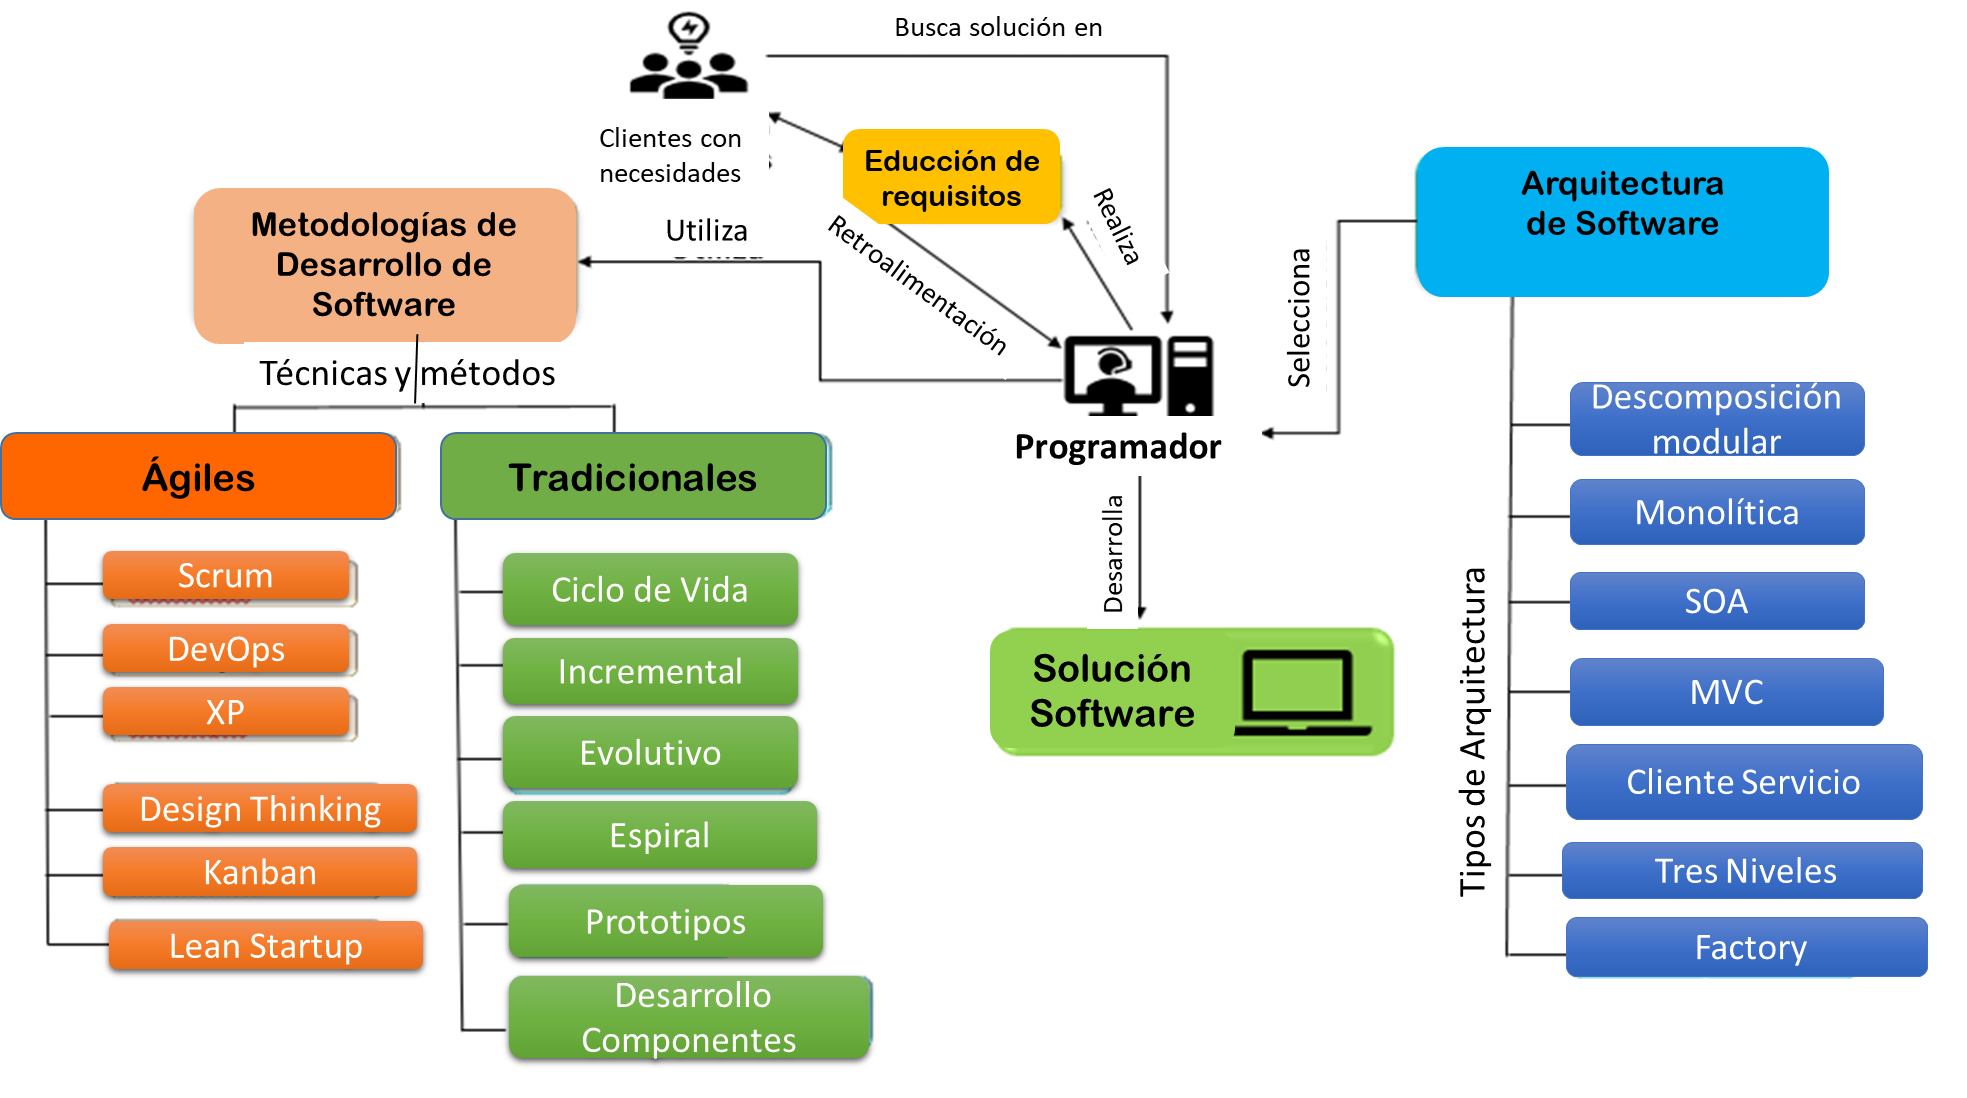 Busca solución en
Clientes con
necesidades
Educción de
requisitos
Realiza
Retroalimentación
Utiliza
Metodologías de
Desarrollo de
Software
Técnicas y métodos
Ágiles
Scrum
DevOps
XP
Design Thinking
Kanban
Lean Startup
Tradicionales
Ciclo de Vida
Incremental
Evolutivo
Espiral
Prototipos
Desarrollo
Componentes
Programador
Desarrolla
Solución
Software
Selecciona
Arquitectura
de Software
Tipos de Arquitectura
Descomposición
modular
Monolítica
SOA
MVC
Cliente Servicio
Tres Niveles
Factory